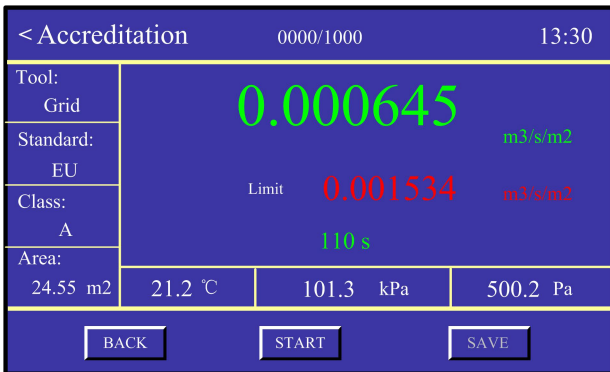 < Accreditation 0000/1000 13:30
Tool:
Grid
Standard:
EU
Class:
A
Area:
24.55 m2
0.000645 m3/s/m2
Limit 0.001534 m3/s/m2
110 s
21.2 ℃ 101.3 kPa 500.2 Pa
BACK START SAVE